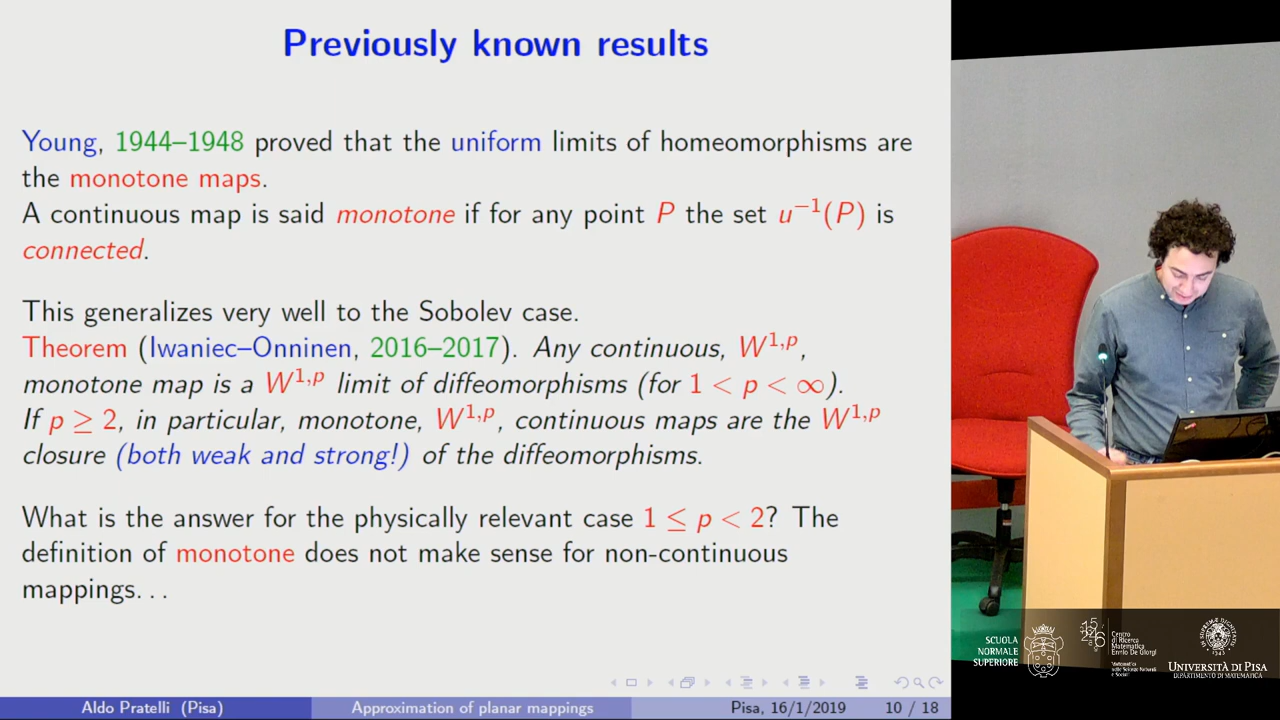 Previously known results
Young, 1944–1948 proved that the uniform limits of homeomorphisms are
the monotone maps.
A continuous map is said monotone if for any point P the set u⁻¹(P) is
connected.
This generalizes very well to the Sobolev case.
Theorem (Iwaniec–Onninen, 2016–2017). Any continuous, W^{1,p},
monotone map is a W^{1,p} limit of diffeomorphisms (for 1 < p < ∞).
If p ≥ 2, in particular, monotone, W^{1,p}, continuous maps are the W^{1,p}
closure (both weak and strong!) of the diffeomorphisms.
What is the answer for the physically relevant case 1 ≤ p < 2? The
definition of monotone does not make sense for non-continuous
mappings...
Aldo Pratelli (Pisa)
Approximation of planar mappings
Pisa, 16/1/2019
10 / 18
SCUOLA
NORMALE
SUPERIORE
Centro
di Ricerca
Matematica
Ennio De Giorgi
UNIVERSITÀ DI PISA
DIPARTIMENTO DI MATEMATICA